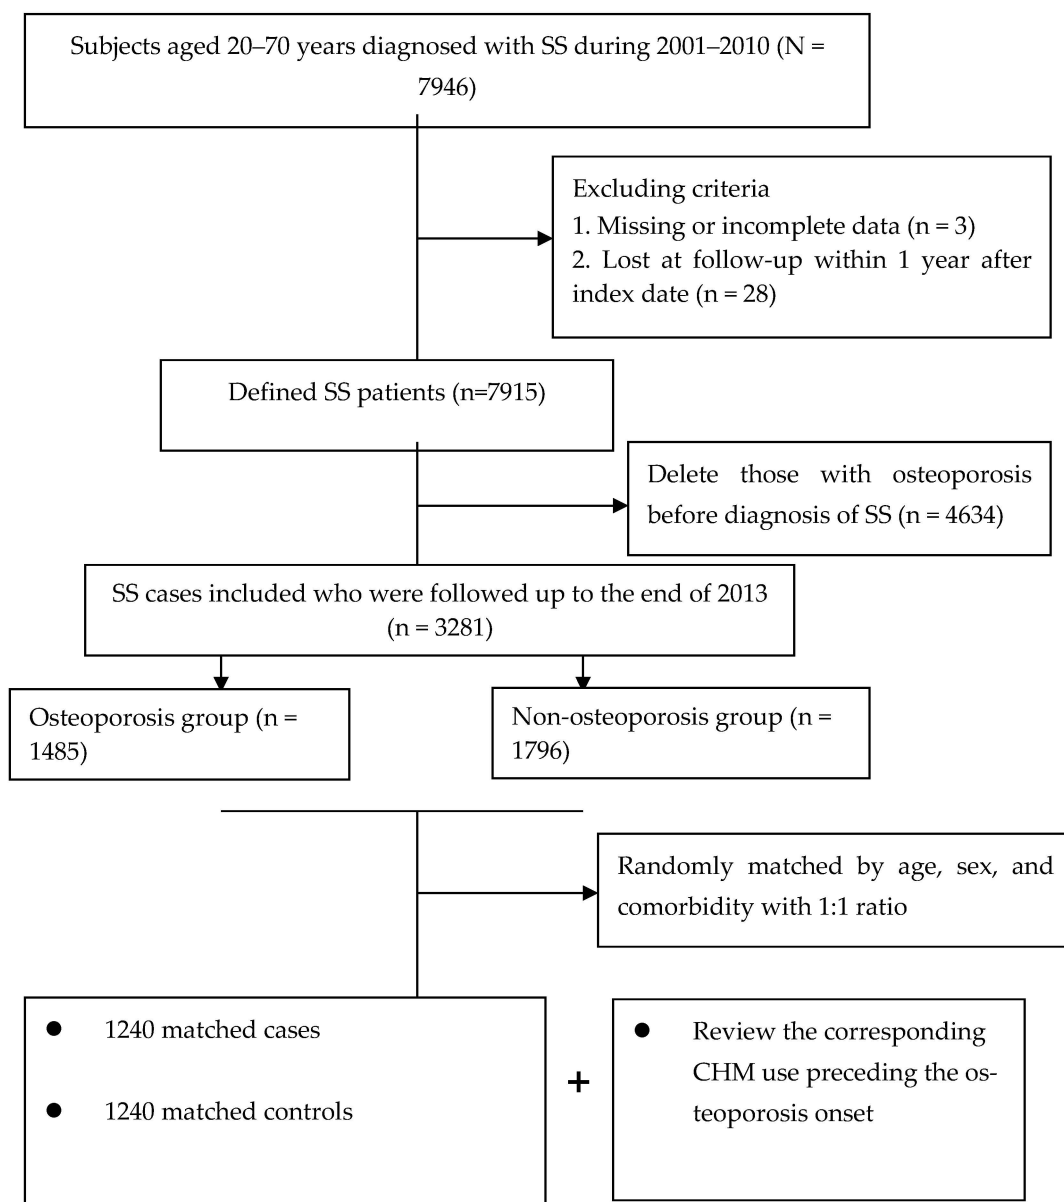 Subjects aged 20–70 years diagnosed with SS during 2001–2010 (N =
7946)
Excluding criteria
1. Missing or incomplete data (n = 3)
2. Lost at follow-up within 1 year after
index date (n = 28)
Defined SS patients (n=7915)
Delete those with osteoporosis
before diagnosis of SS (n = 4634)
SS cases included who were followed up to the end of 2013
(n = 3281)
Osteoporosis group (n =
1485)
Non-osteoporosis group (n =
1796)
Randomly matched by age, sex, and
comorbidity with 1:1 ratio
● 1240 matched cases
● 1240 matched controls
+
● Review the corresponding
CHM use preceding the os-
teoporosis onset